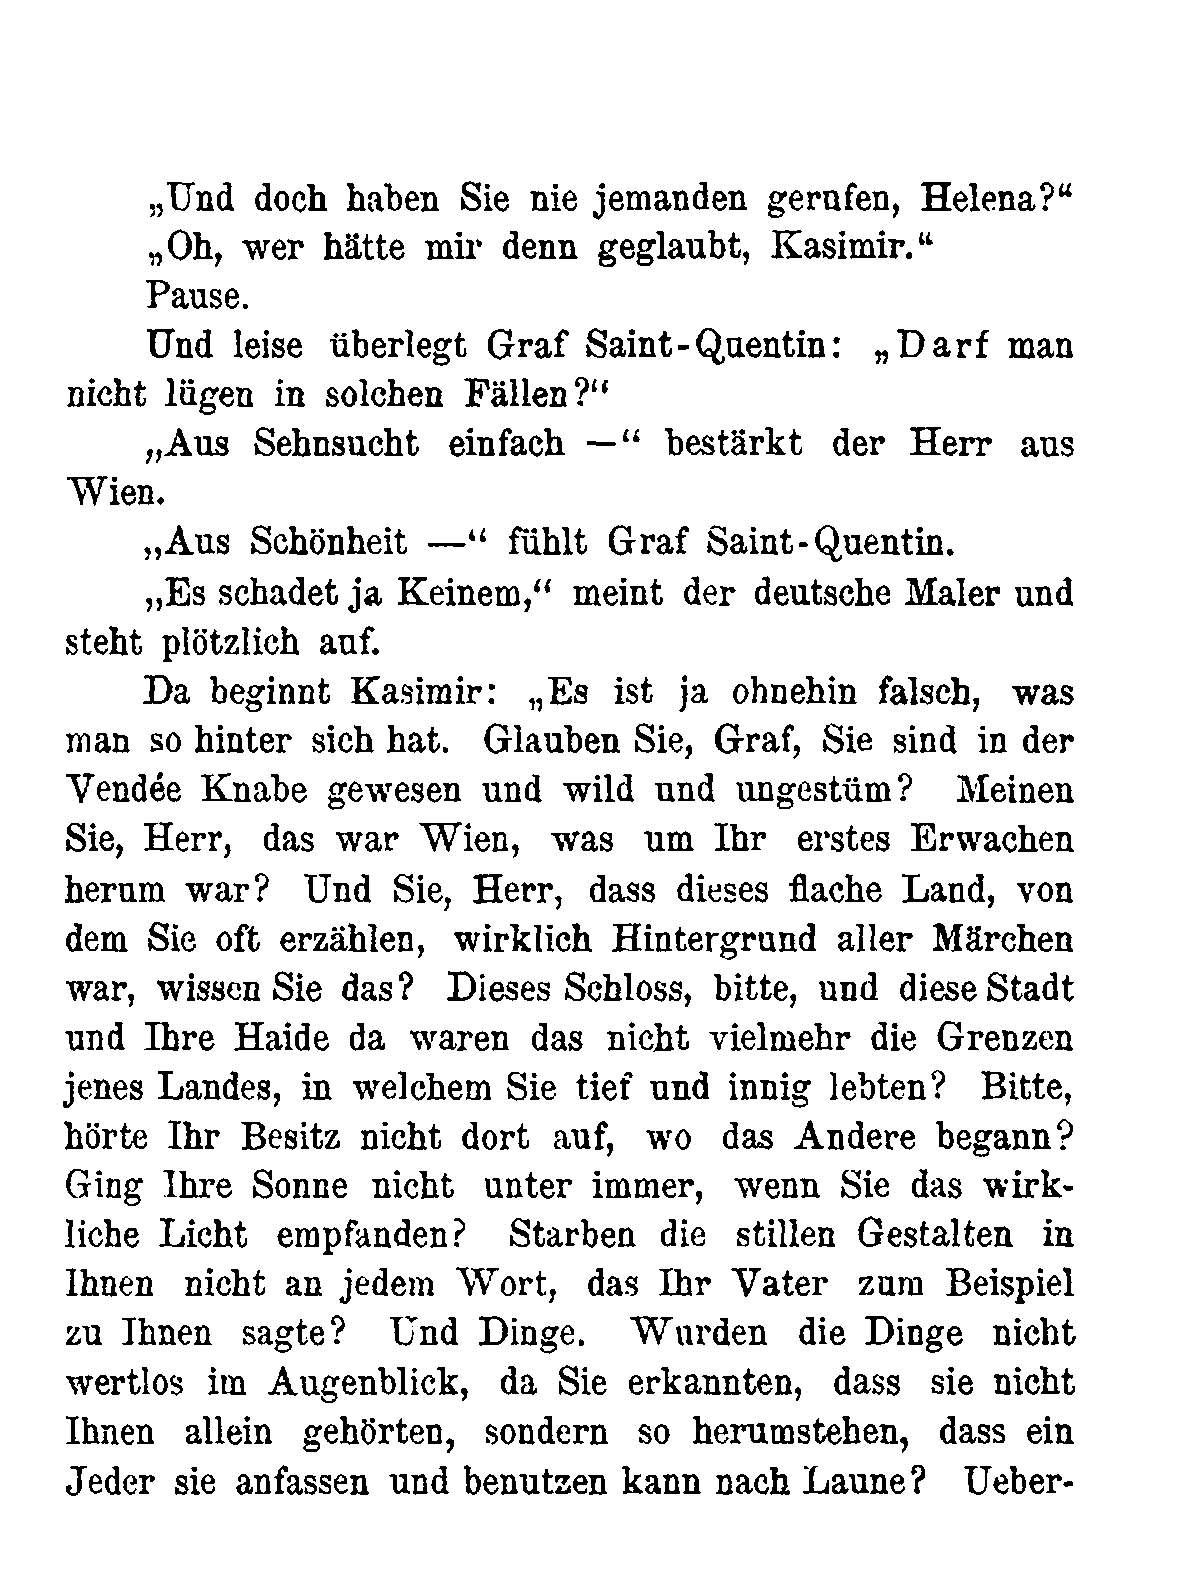 „Und doch haben Sie nie jemanden gerufen, Helena?“
„Oh, wer hätte mir denn geglaubt, Kasimir.“
Pause.
Und leise überlegt Graf Saint-Quentin: „Darf man
nicht lügen in solchen Fällen?“
„Aus Sehnsucht einfach —“ bestärkt der Herr aus
Wien.
„Aus Schönheit —“ fühlt Graf Saint-Quentin.
„Es schadet ja Keinem,“ meint der deutsche Maler und
steht plötzlich auf.
Da beginnt Kasimir: „Es ist ja ohnehin falsch, was
man so hinter sich hat. Glauben Sie, Graf, Sie sind in der
Vendée Knabe gewesen und wild und ungestüm? Meinen
Sie, Herr, das war Wien, was um Ihr erstes Erwachen
herum war? Und Sie, Herr, dass dieses flache Land, von
dem Sie oft erzählen, wirklich Hintergrund aller Märchen
war, wissen Sie das? Dieses Schloss, bitte, und diese Stadt
und Ihre Haide da waren das nicht vielmehr die Grenzen
jenes Landes, in welchem Sie tief und innig lebten? Bitte,
hörte Ihr Besitz nicht dort auf, wo das Andere begann?
Ging Ihre Sonne nicht unter immer, wenn Sie das wirk-
liche Licht empfanden? Starben die stillen Gestalten in
Ihnen nicht an jedem Wort, das Ihr Vater zum Beispiel
zu Ihnen sagte? Und Dinge. Wurden die Dinge nicht
wertlos im Augenblick, da Sie erkannten, dass sie nicht
Ihnen allein gehörten, sondern so herumstehen, dass ein
Jeder sie anfassen und benutzen kann nach Laune? Ueber-